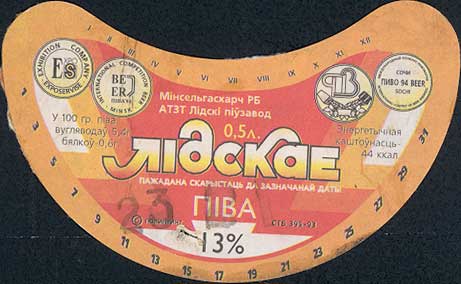 I II III IV V VI VII VIII IX X XI XII
EXHIBITION COMPANY
Es
EXPOSERVISE
INTERNATIONAL COMPETITION
BEER
MINSK
СОЧИ
ПИВО 94 BEER
SOCHI
Мінсельгасхарч РБ
АТЗТ Лідскі піўзавод
0,5л.
У 100 гр. піва
вугляводаў-5,4г
бялкоў-0,6г
Энергетычная
каштоўнасць-
44 ккал
ЛІДСКАЕ
ПАЖАДАНА СКАРЫСТАЦЬ ДА ЗАЗНАЧАНАЙ ДАТЫ
ПІВА
СТБ 395-93
13%
1 3 5 7 9 11 13 15 17 19 21 23 25 27 29 31